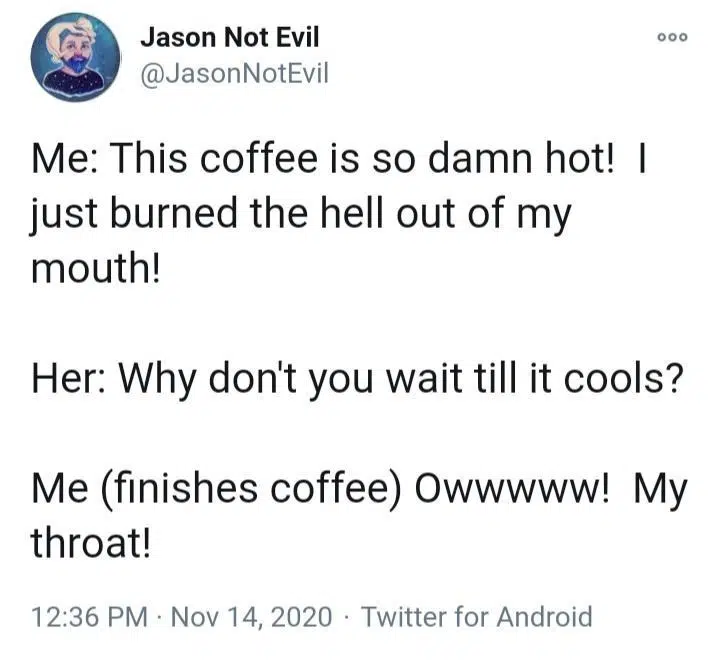 Jason Not Evil
@JasonNotEvil
Me: This coffee is so damn hot!  I
just burned the hell out of my
mouth!
Her: Why don't you wait till it cools?
Me (finishes coffee) Owwwww!  My
throat!
12:36 PM · Nov 14, 2020 · Twitter for Android